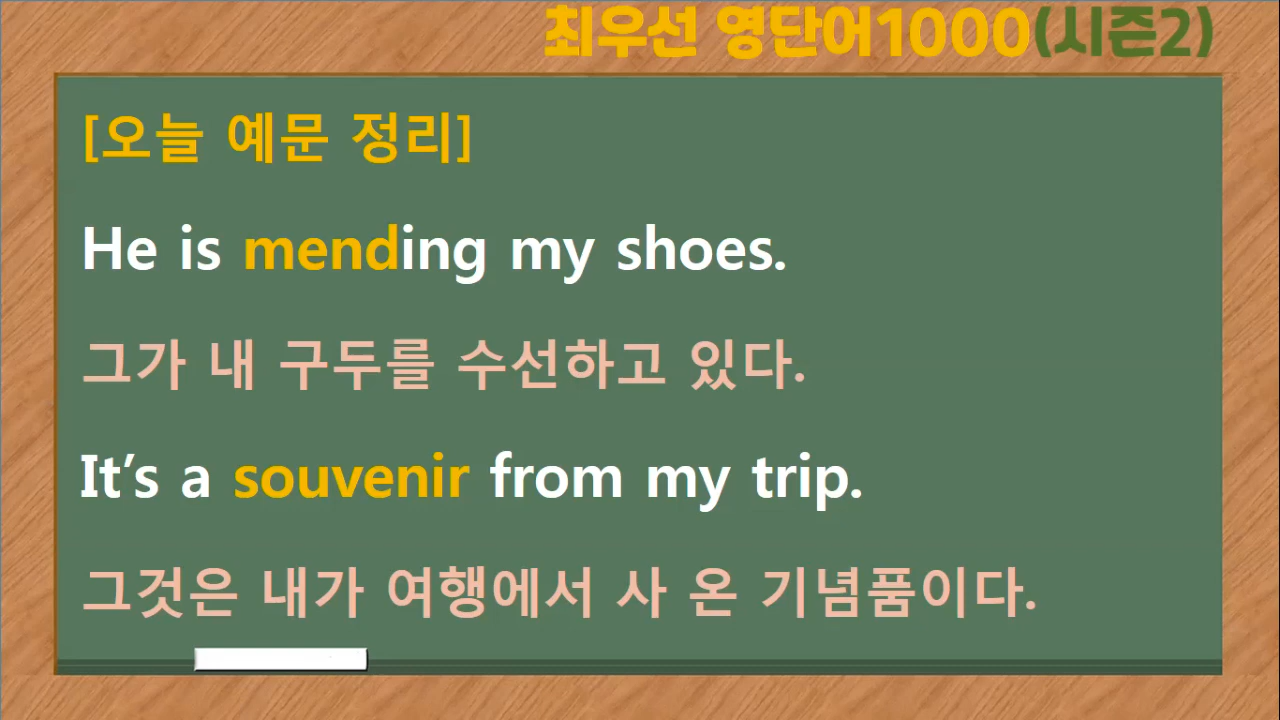 최우선 영단어1000(시즌2)
[오늘 예문 정리]
He is mending my shoes.
그가 내 구두를 수선하고 있다.
It’s a souvenir from my trip.
그것은 내가 여행에서 사 온 기념품이다.